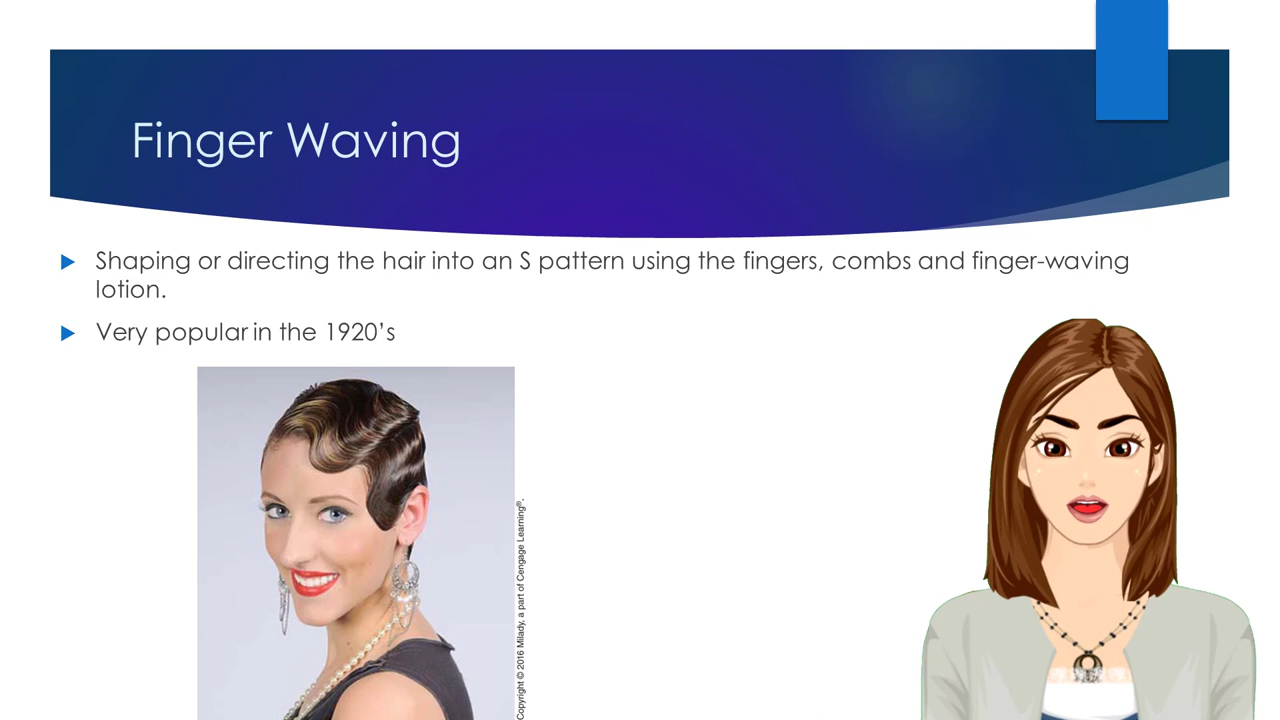 Finger Waving
Shaping or directing the hair into an S pattern using the fingers, combs and finger-waving
lotion.
Very popular in the 1920’s
Copyright © 2016 Milady, a part of Cengage Learning®.